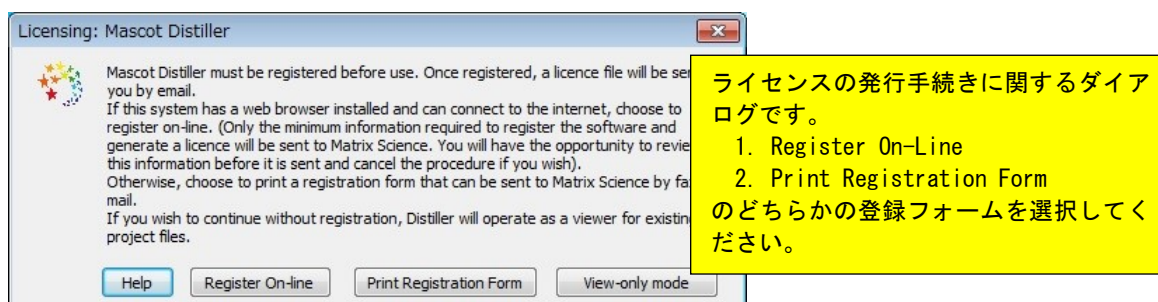 Licensing: Mascot Distiller
Mascot Distiller must be registered before use. Once registered, a licence file will be
you by email.
If this system has a web browser installed and can connect to the internet, choose to
register on-line. (Only the minimum information required to register the software and
generate a licence will be sent to Matrix Science. You will have the opportunity to
this information before it is sent and cancel the procedure if you wish).
Otherwise, choose to print a registration form that can be sent to Matrix Science by
mail.
If you wish to continue without registration, Distiller will operate as a viewer for
project files.
Help
Register On-line
Print Registration Form
View-only mode
ライセンスの発行手続きに関するダイア
ログです。
1. Register On-Line
2. Print Registration Form
のどちらかの登録フォームを選択してく
ださい。